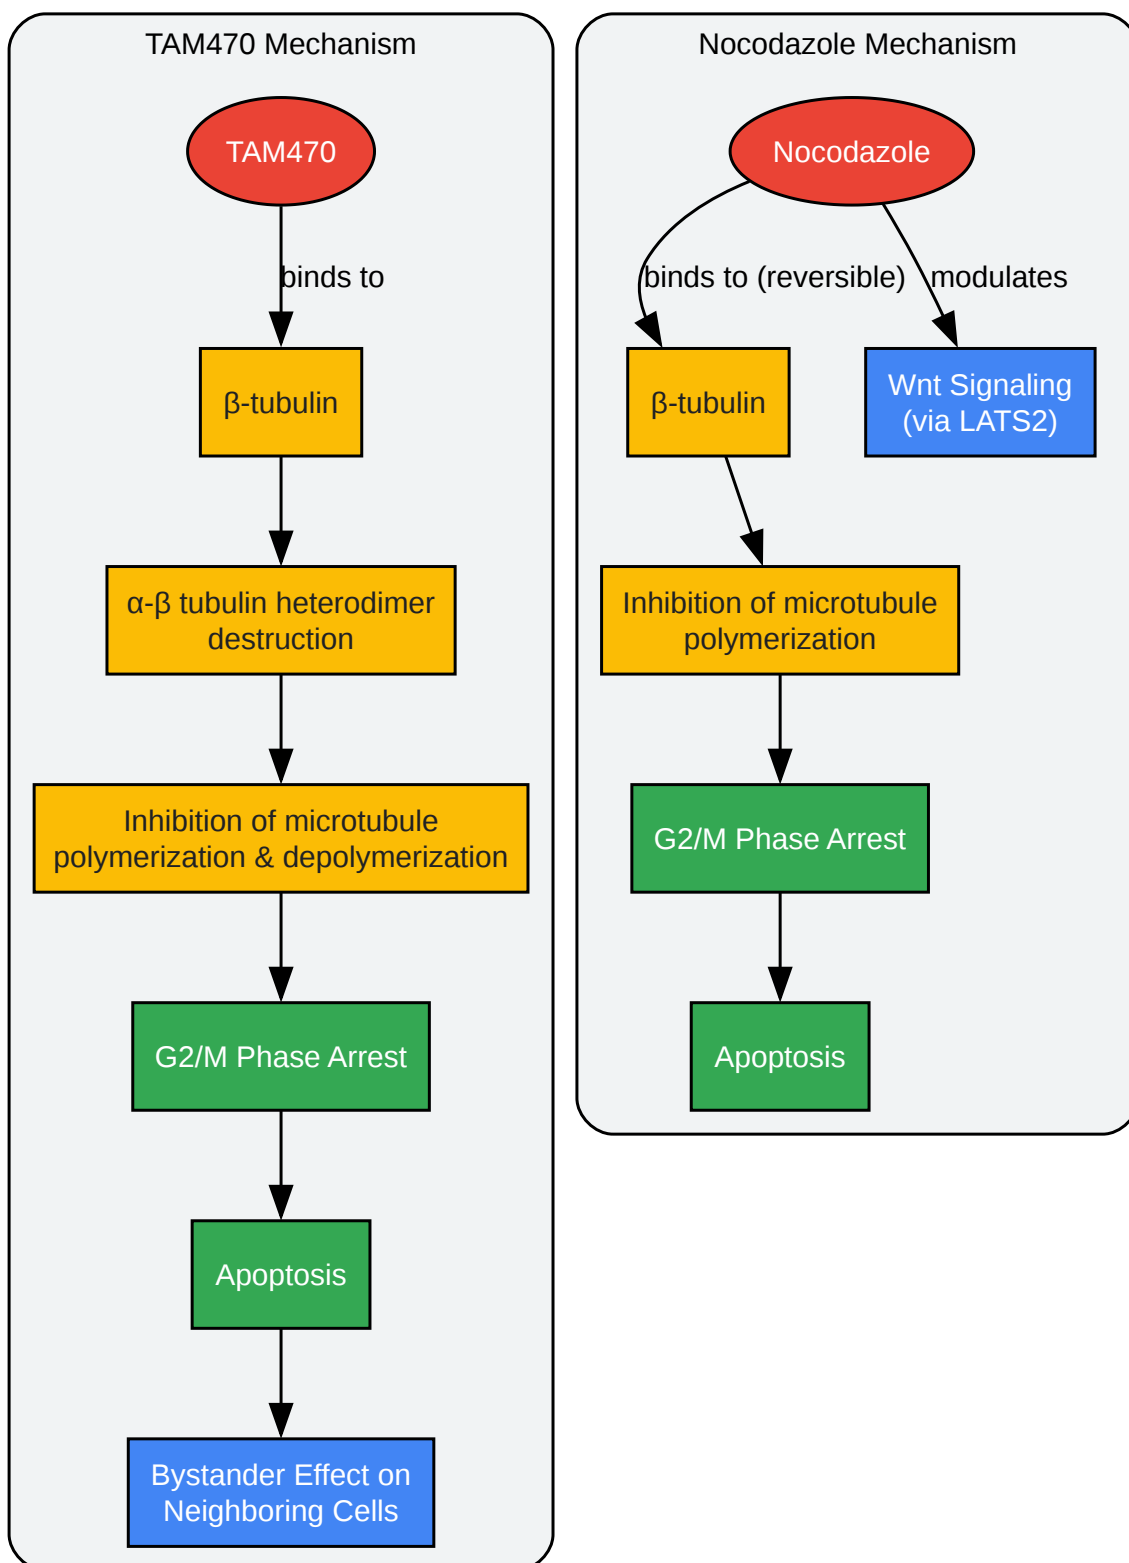 TAM470 Mechanism
TAM470
binds to
β-tubulin
α-β tubulin heterodimer
destruction
Inhibition of microtubule
polymerization & depolymerization
G2/M Phase Arrest
Apoptosis
Bystander Effect on
Neighboring Cells
Nocodazole Mechanism
Nocodazole
binds to (reversible)
modulates
β-tubulin
Wnt Signaling
(via LATS2)
Inhibition of microtubule
polymerization
G2/M Phase Arrest
Apoptosis